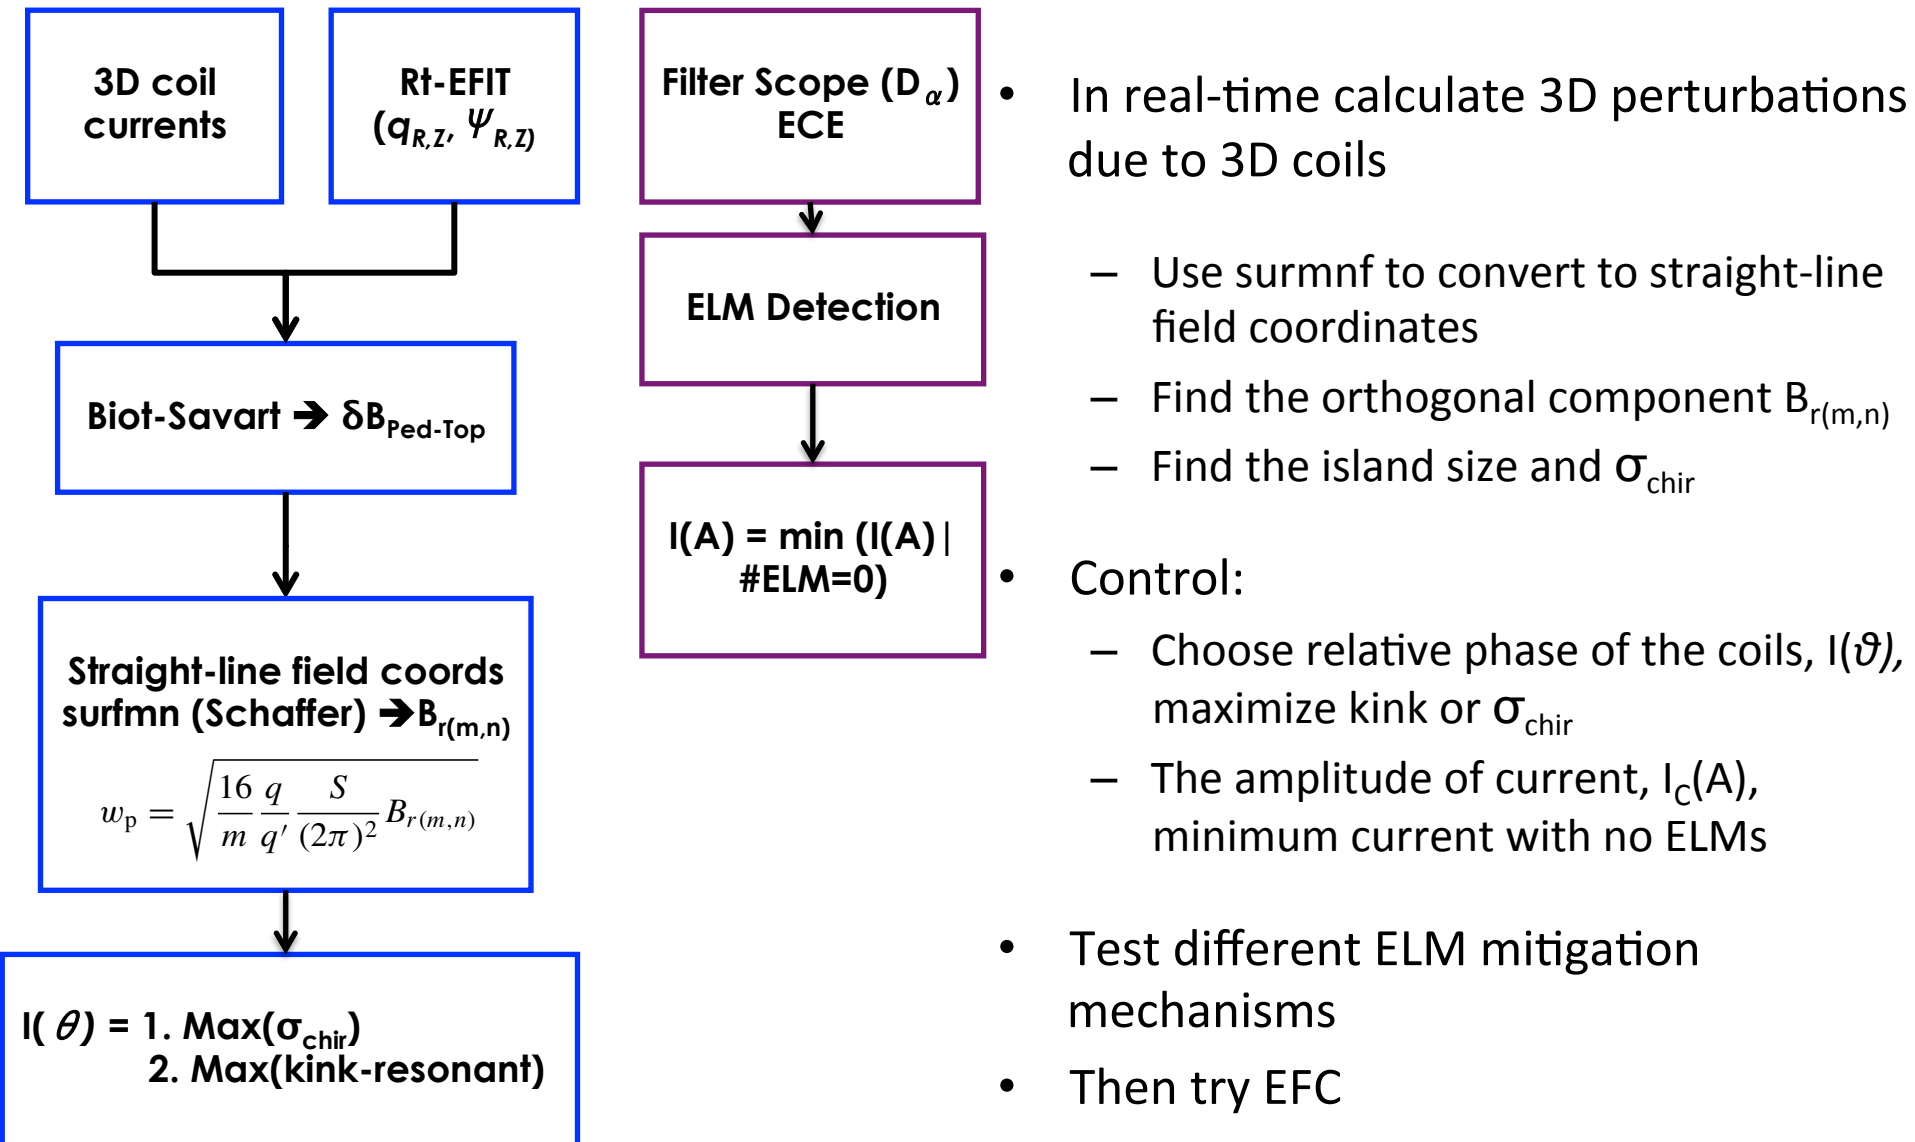 3D coil
currents
Rt-EFIT
(q_R,Z, Ψ_R,Z)
Biot-Savart ➔ δB_Ped-Top
Straight-line field coords
surfmn (Schaffer) ➔B_r(m,n)
w_p = √(16/m q/q′ S/(2π)² B_r(m,n))
I(θ) = 1. Max(σ_chir)
2. Max(kink-resonant)
Filter Scope (D_α)
ECE
ELM Detection
I(A) = min (I(A)|
#ELM=0)
• In real-time calculate 3D perturbations
due to 3D coils
– Use surmnf to convert to straight-line
field coordinates
– Find the orthogonal component B_r(m,n)
– Find the island size and σ_chir
• Control:
– Choose relative phase of the coils, I(ϑ),
maximize kink or σ_chir
– The amplitude of current, I_C(A),
minimum current with no ELMs
• Test different ELM mitigation
mechanisms
• Then try EFC